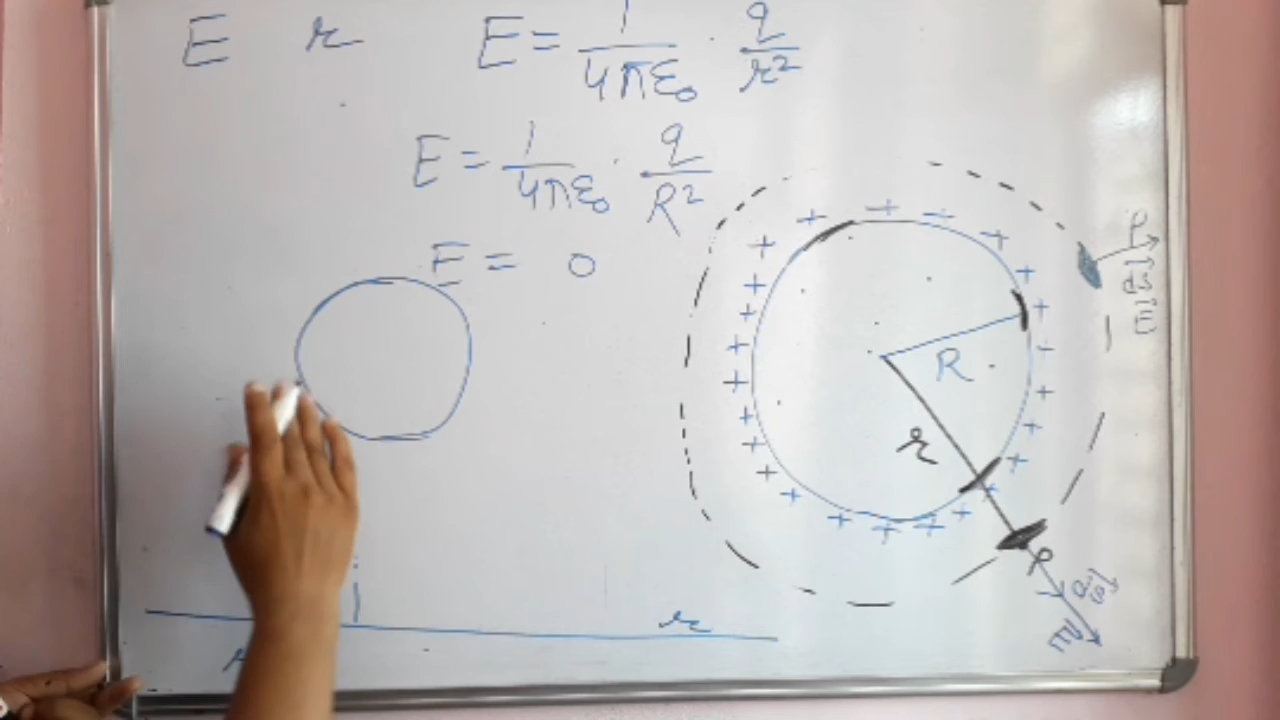 E r E = 1/4πε₀ · q/r²
E = 1/4πε₀ · q/R²
E = 0
+ + + + + + + + + + + + + + + + + + + + + + + + + + +
P
ds
E
R
r
P
ds
E
r